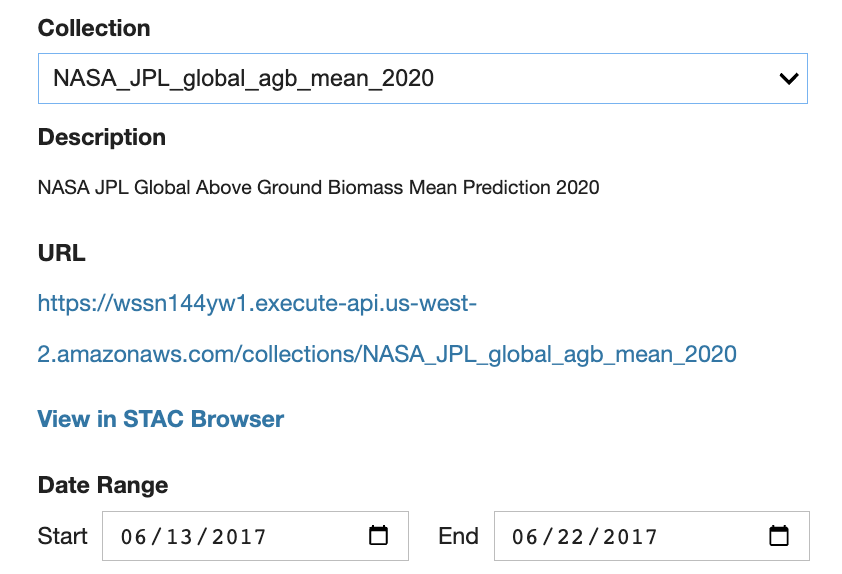 Collection
NASA_JPL_global_agb_mean_2020
Description
NASA JPL Global Above Ground Biomass Mean Prediction 2020
URL
https://wssn144yw1.execute-api.us-west-
2.amazonaws.com/collections/NASA_JPL_global_agb_mean_2020
View in STAC Browser
Date Range
Start 06/13/2017 End 06/22/2017